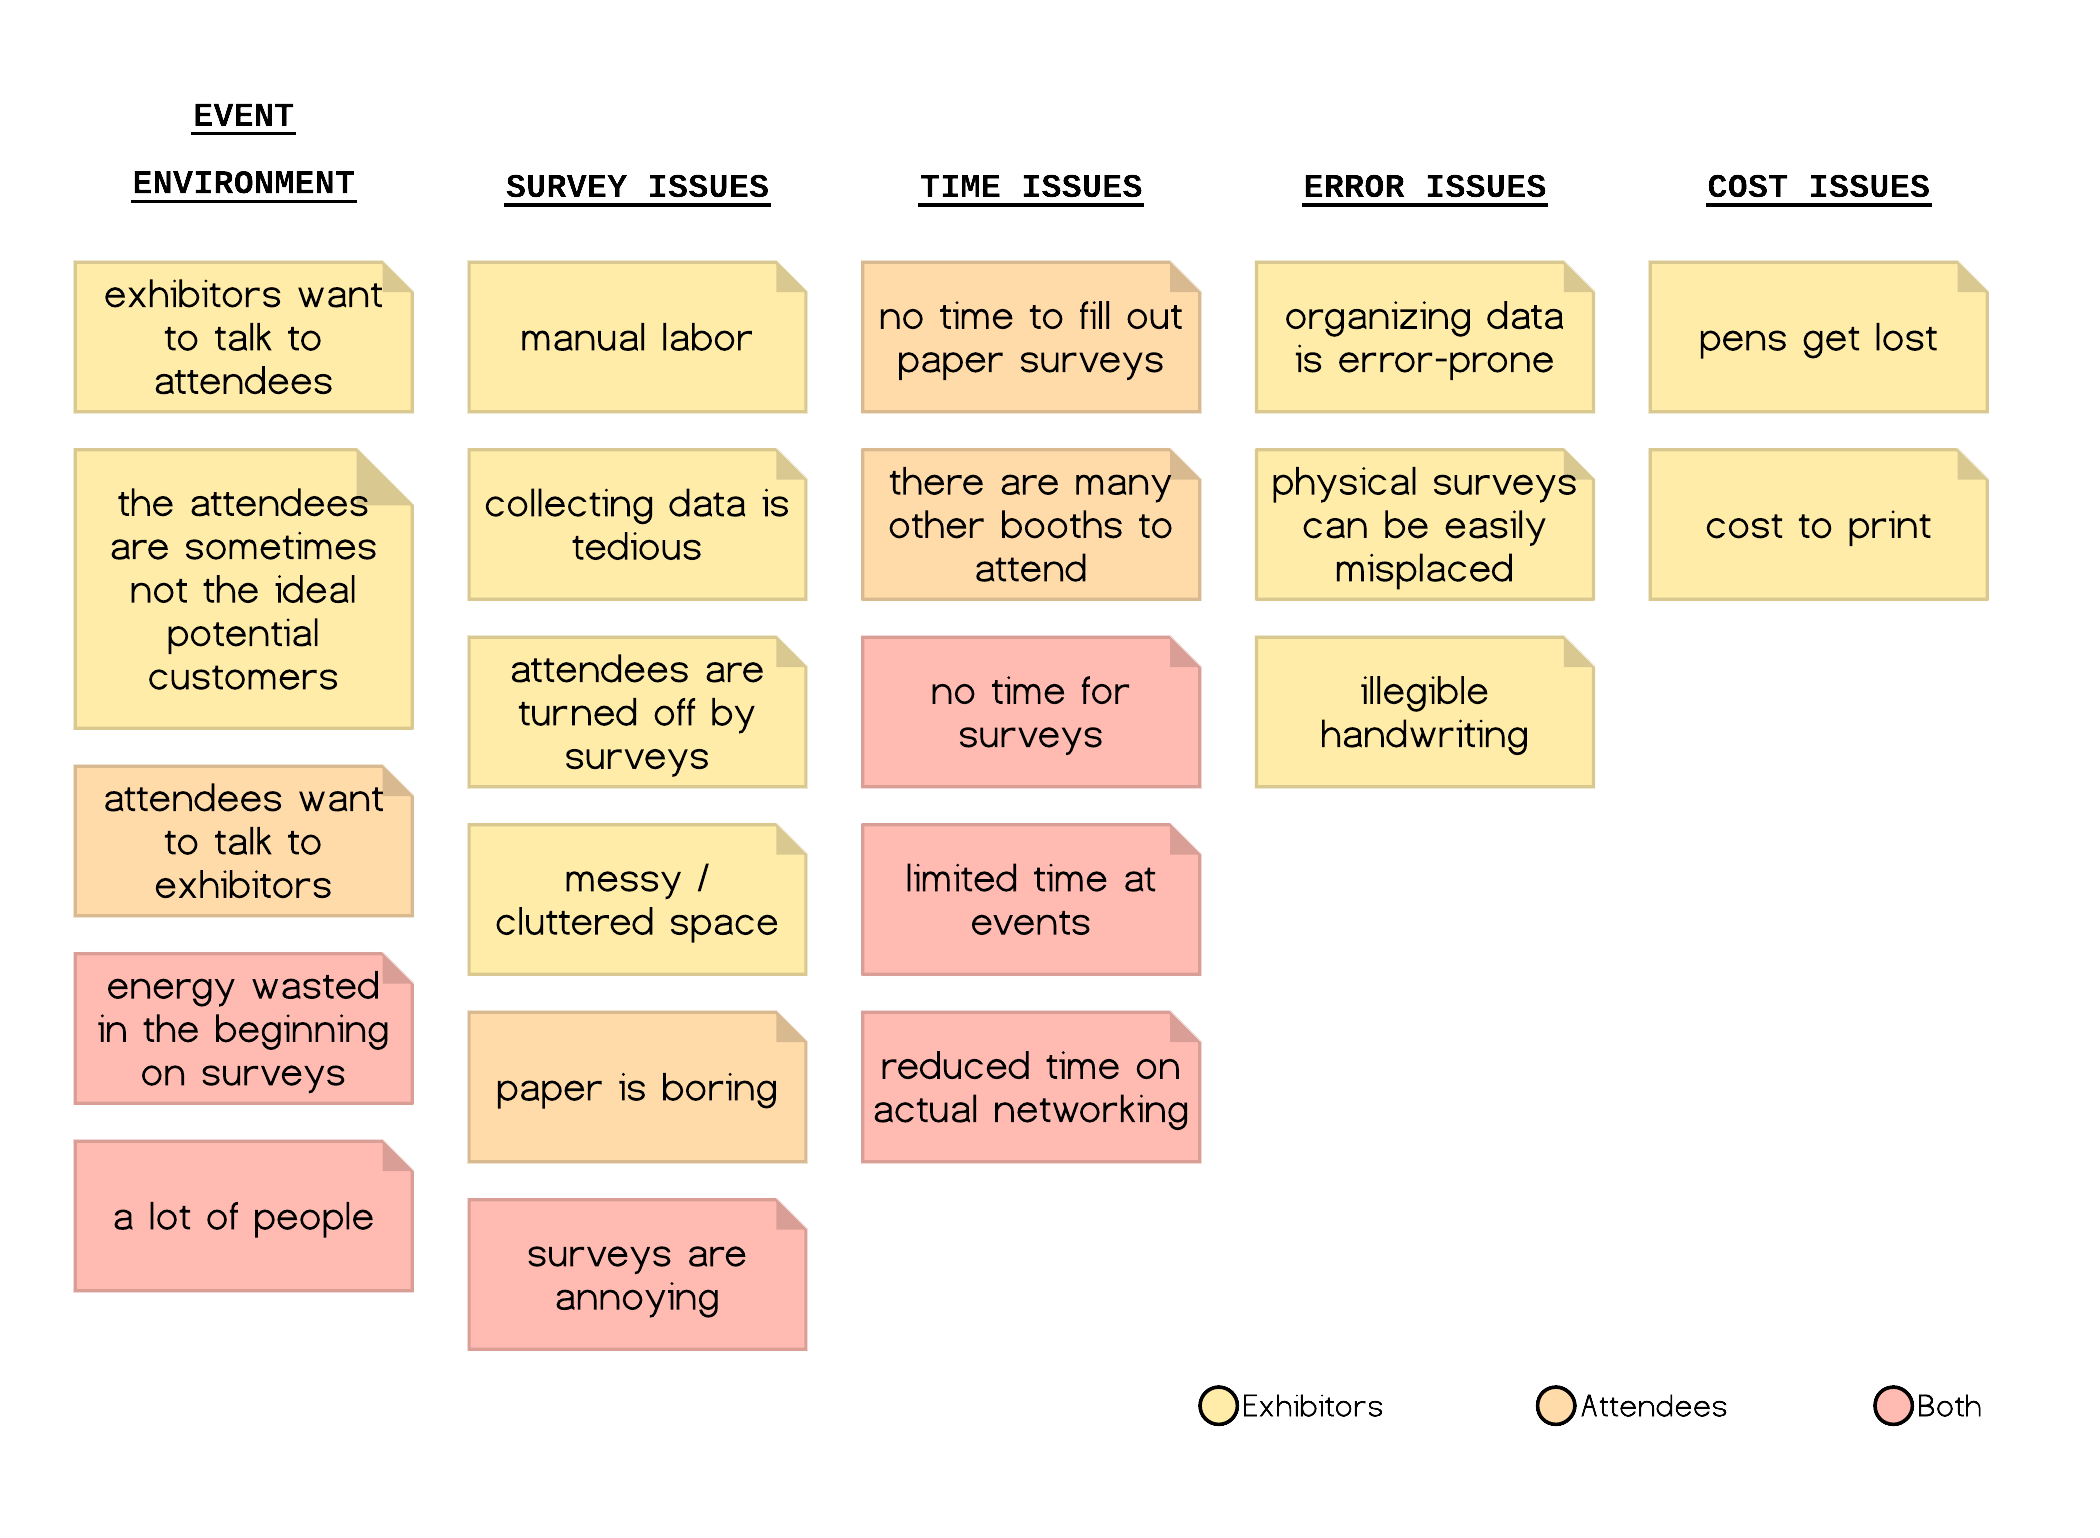 EVENT
ENVIRONMENT
exhibitors want
to talk to
attendees
the attendees
are sometimes
not the ideal
potential
customers
attendees want
to talk to
exhibitors
energy wasted
in the beginning
on surveys
a lot of people
SURVEY ISSUES
manual labor
collecting data is
tedious
attendees are
turned off by
surveys
messy /
cluttered space
paper is boring
surveys are
annoying
TIME ISSUES
no time to fill out
paper surveys
there are many
other booths to
attend
no time for
surveys
limited time at
events
reduced time on
actual networking
ERROR ISSUES
organizing data
is error-prone
physical surveys
can be easily
misplaced
illegible
handwriting
COST ISSUES
pens get lost
cost to print
Exhibitors
Attendees
Both